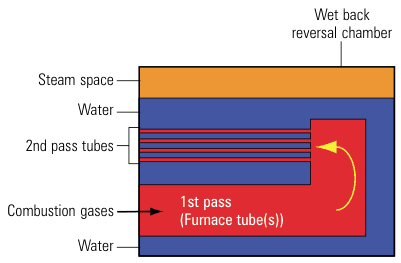 Wet back
reversal chamber
Steam space
Water
2nd pass tubes
Combustion gases
1st pass
(Furnace tube(s))
Water